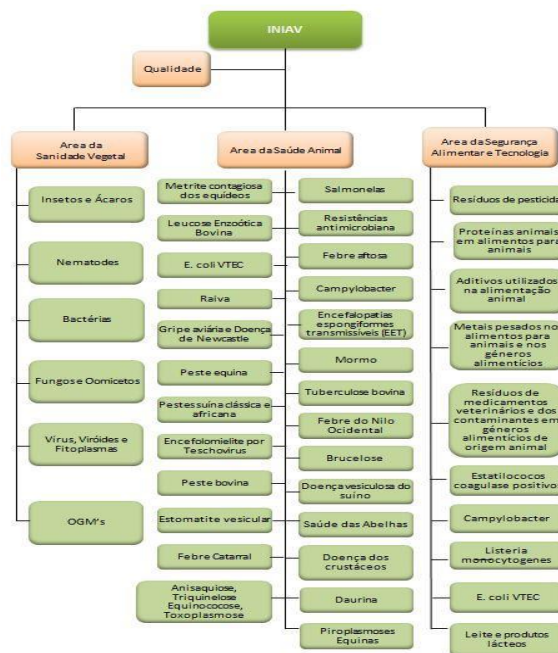 INIAV
Qualidade
Area da
Sanidade Vegetal
Insetos e Ácaros
Nematodes
Bactérias
Fungos e Oomicetos
Vírus, Viróides e
Fitoplasmas
OGM's
Area da Saúde Animal
Metrite contagiosa
dos equídeos
Leucose Enzoótica
Bovina
E. coli VTEC
Raiva
Gripe aviária e Doença
de Newcastle
Peste equina
Pestes suína clássica e
africana
Encefolomielite por
Teschovirus
Peste bovina
Estomatite vesicular
Febre Catarral
Anisaquiose,
Triquinelose
Equinococose,
Toxoplasmose
Salmonelas
Resistências
antimicrobiana
Febre aftosa
Campylobacter
Encefalopatias
espongiformes
transmissíveis (EET)
Mormo
Tuberculose bovina
Febre do Nilo
Ocidental
Brucelose
Doença vesiculosa do
suíno
Saúde das Abelhas
Doença dos
crustáceos
Daurina
Piroplasmoses
Equinas
Area da Segurança
Alimentar e Tecnologia
Resíduos de pesticida
Proteínas animais
em alimentos para
animais
Aditivos utilizados
na alimentação
animal
Metais pesados no
alimentos para
animais e nos
géneros
alimentícios
Resíduos de
medicamentos
veterinários e dos
contaminantes em
géneros
alimentícios de
origem animal
Estatilococos
coagulase positivo
Campylobacter
Listeria
monocytogenes
E. coli VTEC
Leite e produtos
lácteos